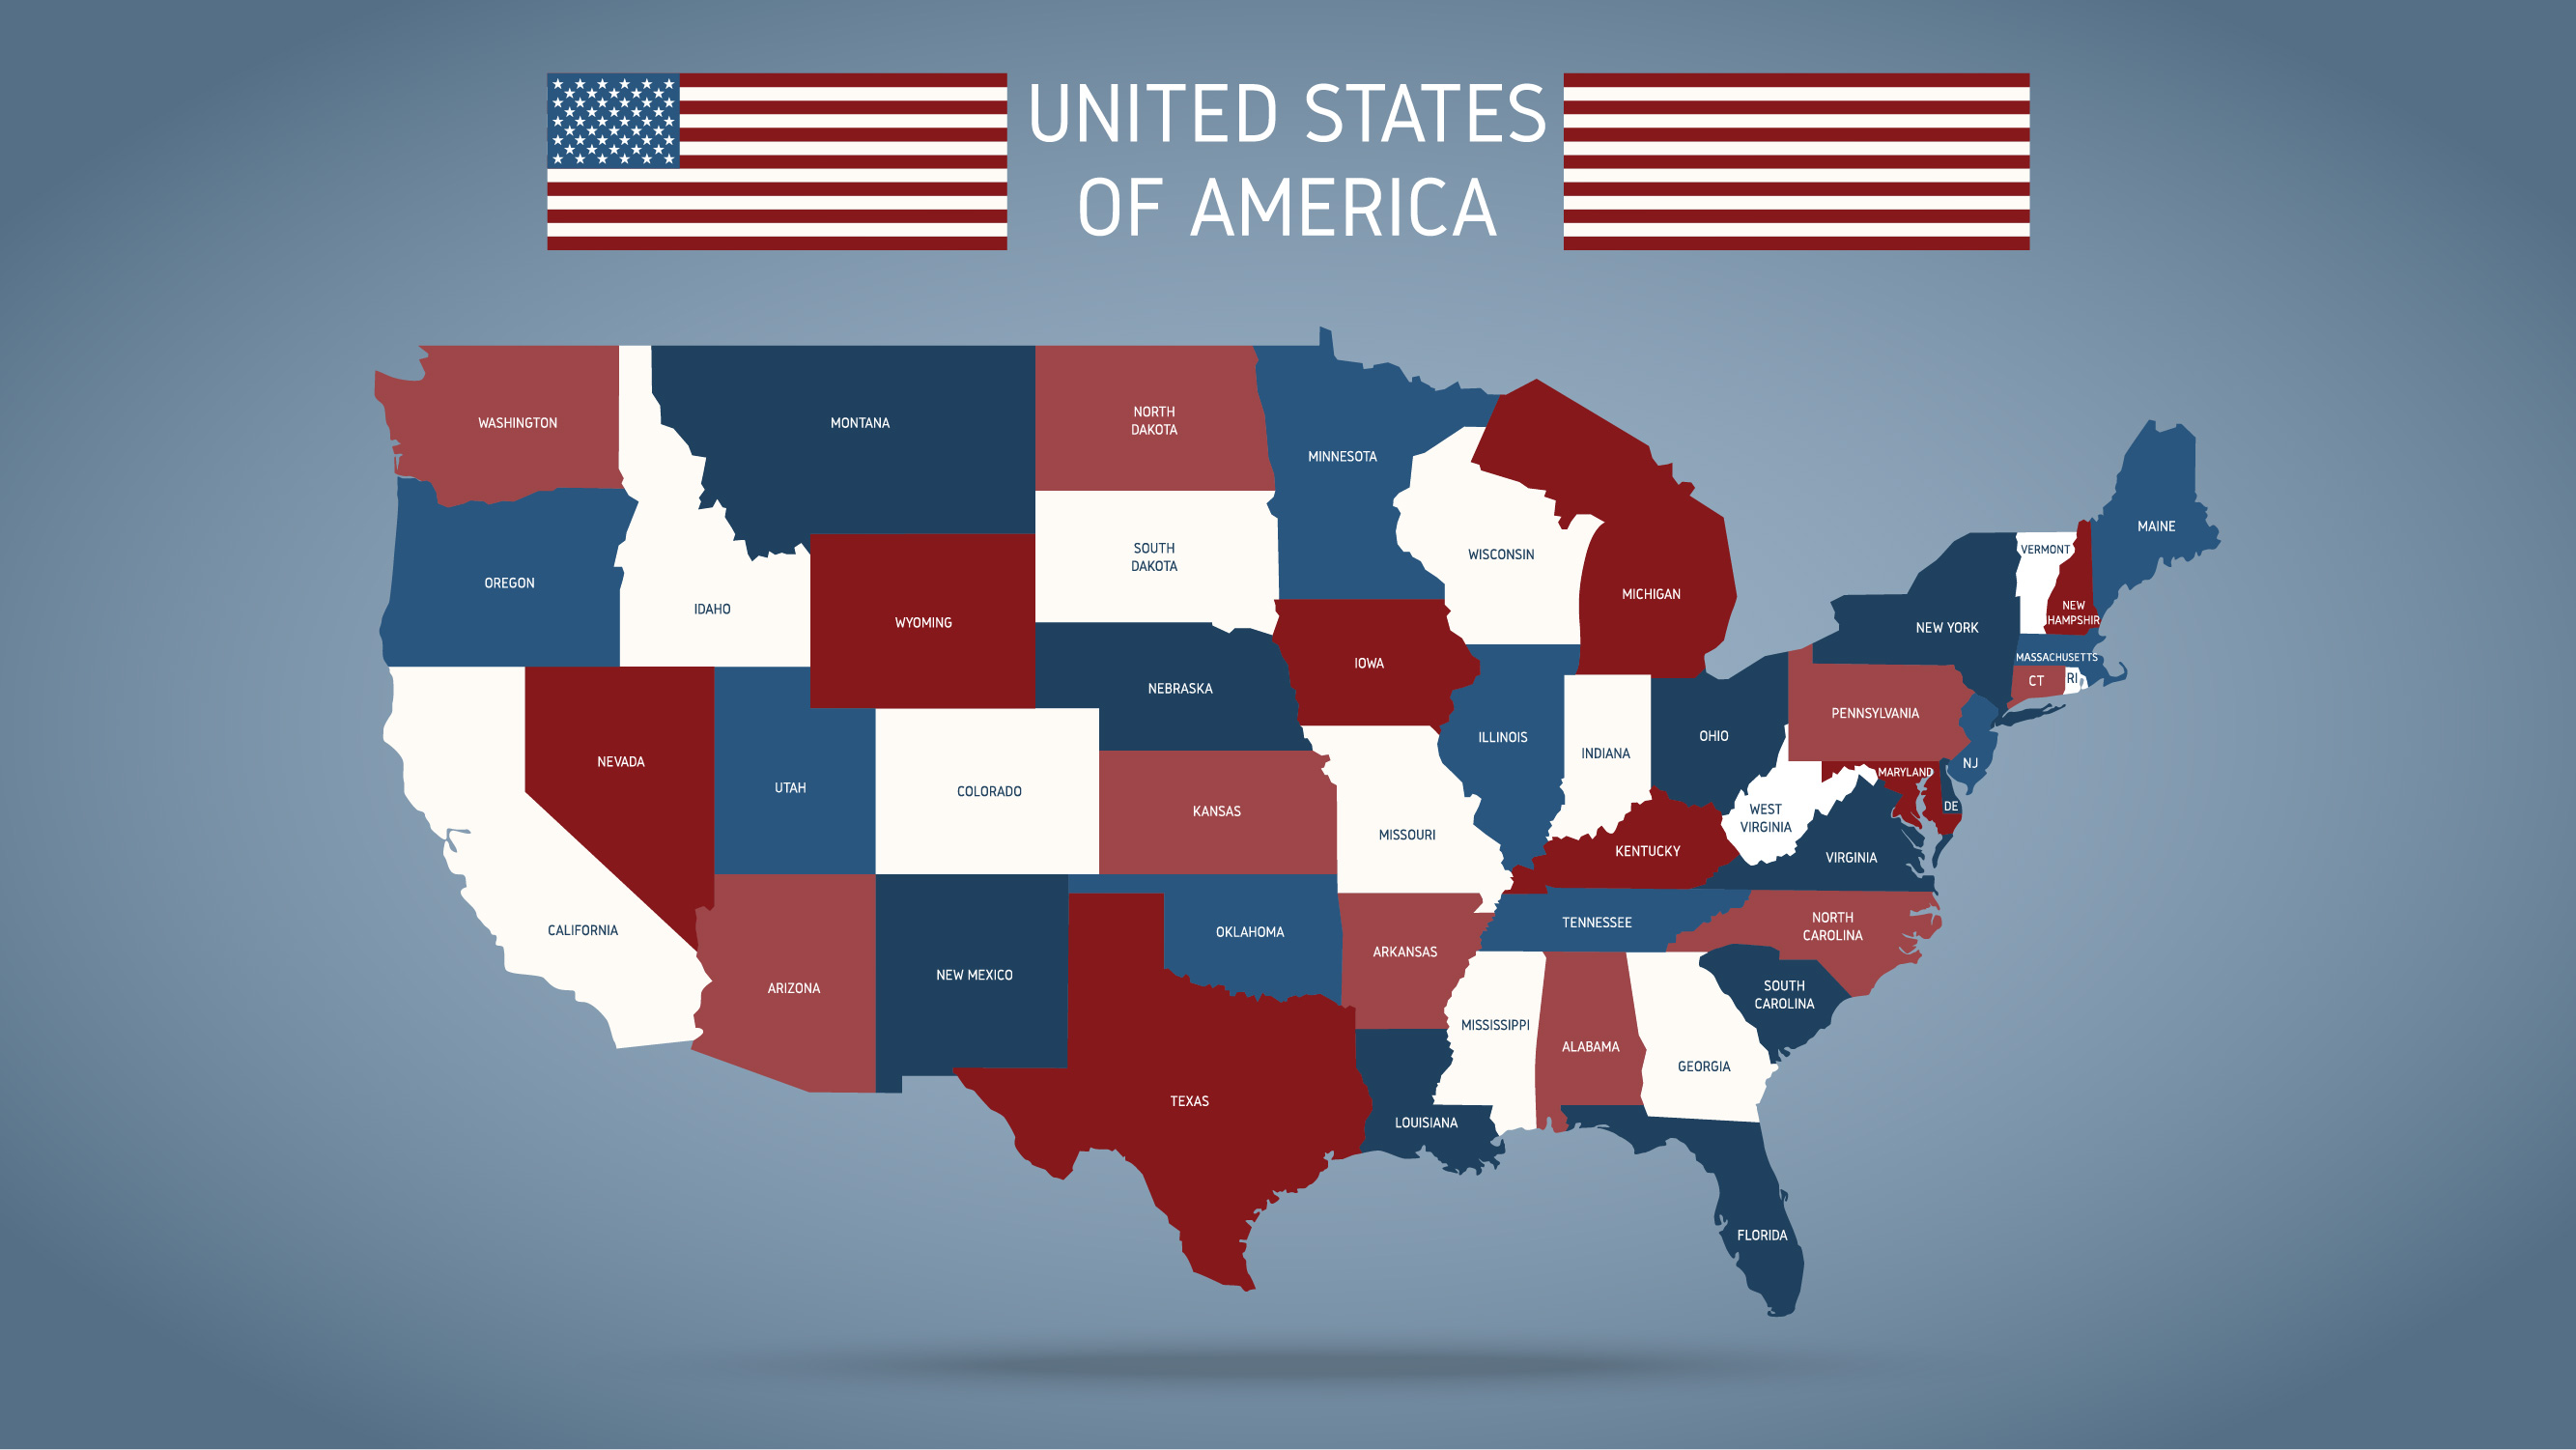 UNITED STATES
OF AMERICA
WASHINGTON
MONTANA
NORTH
DAKOTA
MINNESOTA
SOUTH
DAKOTA
WISCONSIN
MICHIGAN
MAINE
VERMONT
NEW
HAMPSHIR
NEW YORK
MASSACHUSETTS
CT
RI
OREGON
IDAHO
WYOMING
NEBRASKA
IOWA
ILLINOIS
INDIANA
OHIO
PENNSYLVANIA
NJ
MARYLAND
DE
NEVADA
UTAH
COLORADO
KANSAS
MISSOURI
KENTUCKY
WEST
VIRGINIA
VIRGINIA
CALIFORNIA
ARIZONA
NEW MEXICO
OKLAHOMA
ARKANSAS
TENNESSEE
NORTH
CAROLINA
SOUTH
CAROLINA
TEXAS
LOUISIANA
MISSISSIPPI
ALABAMA
GEORGIA
FLORIDA